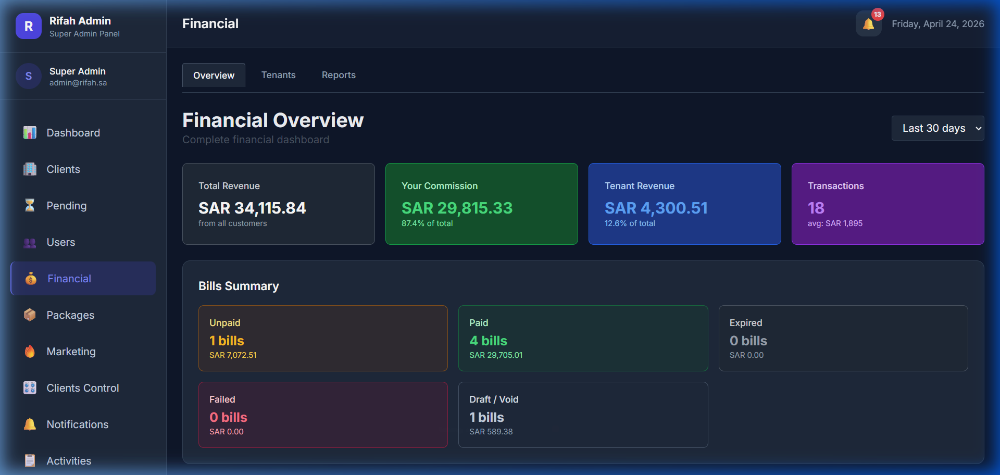 R
Rifah Admin
Super Admin Panel
S
Super Admin
admin@rifah.sa
Dashboard
Clients
Pending
Users
Financial
Packages
Marketing
Clients Control
Notifications
Activities
Financial
13
Friday, April 24, 2026
Overview
Tenants
Reports
Financial Overview
Complete financial dashboard
Last 30 days
Total Revenue
SAR 34,115.84
from all customers
Your Commission
SAR 29,815.33
87.4% of total
Tenant Revenue
SAR 4,300.51
12.6% of total
Transactions
18
avg: SAR 1,895
Bills Summary
Unpaid
1 bills
SAR 7,072.51
Paid
4 bills
SAR 29,705.01
Expired
0 bills
SAR 0.00
Failed
0 bills
SAR 0.00
Draft / Void
1 bills
SAR 589.38